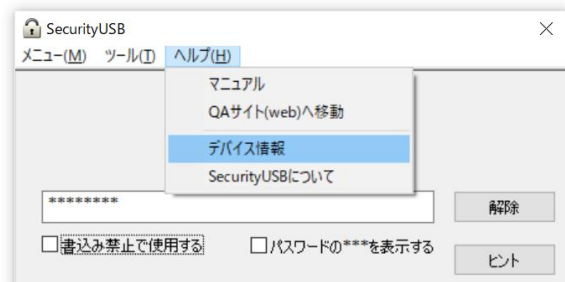 SecurityUSB
メニュー(M) ツール(T) ヘルプ(H)
マニュアル
QAサイト(web)へ移動
デバイス情報
SecurityUSBについて
********
解除
書込み禁止で使用する
パスワードの***を表示する
ヒント